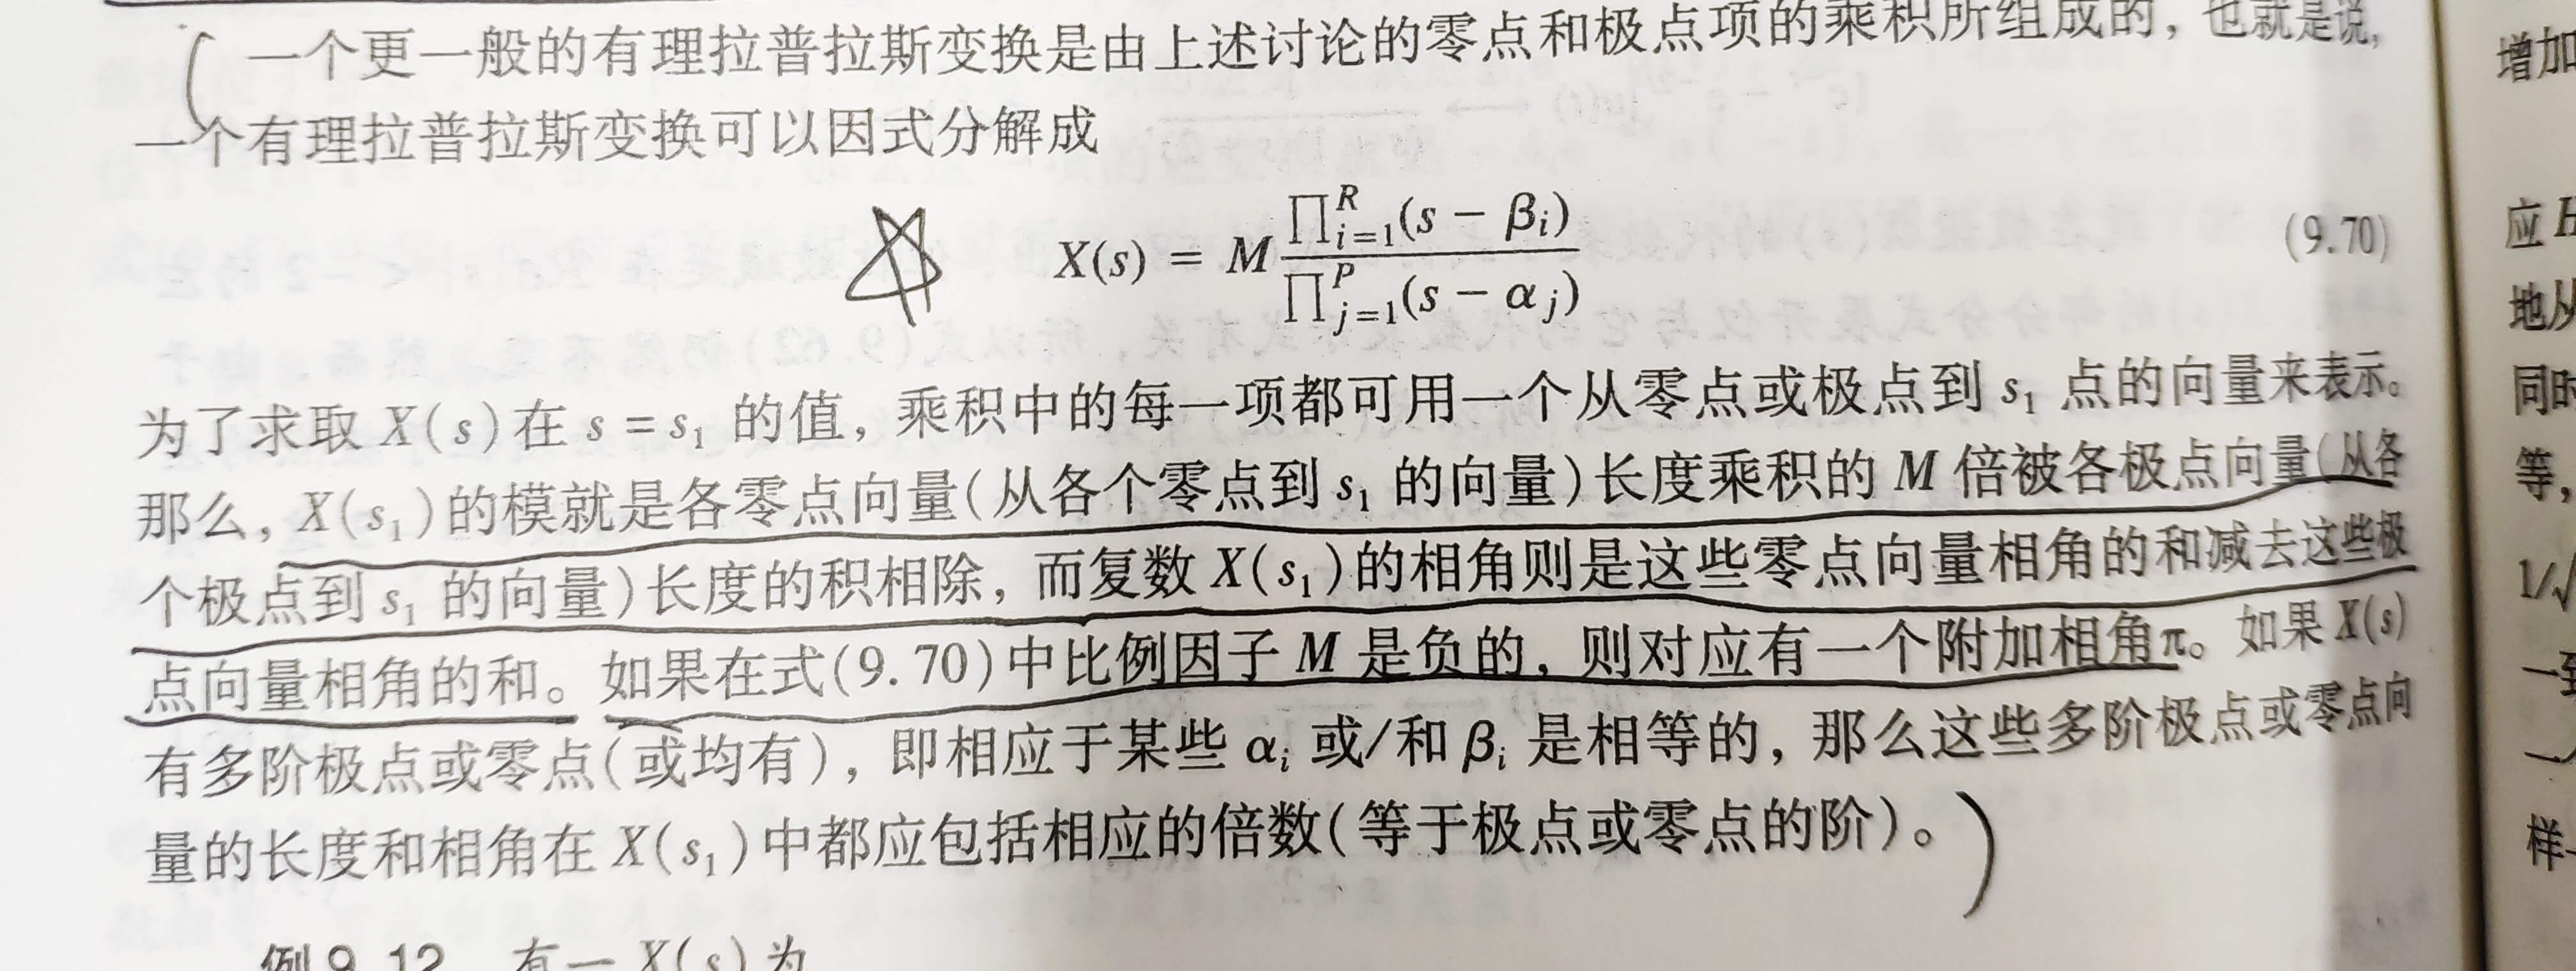 一个更一般的有理拉普拉斯变换是由上述讨论的零点和极点项的乘积所组成的，也就是说，
一个有理拉普拉斯变换可以因式分解成
X(s) = M \frac{\prod_{i=1}^{R}(s - β_i)}{\prod_{j=1}^{P}(s - α_j)} (9.70)
为了求取 X(s)在 s = s₁ 的值，乘积中的每一项都可用一个从零点或极点到 s₁ 点的向量来表示。
那么，X(s₁)的模就是各零点向量(从各个零点到 s₁ 的向量)长度乘积的 M 倍被各极点向量(从各
个极点到 s₁ 的向量)长度的积相除，而复数 X(s₁)的相角则是这些零点向量相角的和减去这些极
点向量相角的和。如果在式(9.70)中比例因子 M 是负的，则对应有一个附加相角π。如果 X(s)
有多阶极点或零点(或均有)，即相应于某些 αᵢ 或/和 βᵢ 是相等的，那么这些多阶极点或零点向
量的长度和相角在 X(s₁)中都应包括相应的倍数(等于极点或零点的阶)。
例 9.12 有一 X(s)为
增加
应 H
地从
同时
等，
1/√
一致
样